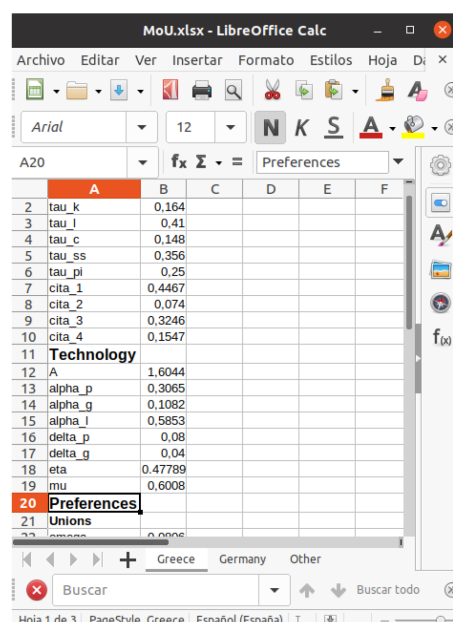 MoU.xlsx - LibreOffice Calc
Archivo Editar Ver Insertar Formato Estilos Hoja
Arial 12 N K S A
A20 fx Σ = Preferences
A B C D E F
2 tau_k 0,164
3 tau_l 0,41
4 tau_c 0,148
5 tau_ss 0,356
6 tau_pi 0,25
7 cita_1 0,4467
8 cita_2 0,074
9 cita_3 0,3246
10 cita_4 0,1547
11 Technology
12 A 1,6044
13 alpha_p 0,3065
14 alpha_g 0,1082
15 alpha_l 0,5853
16 delta_p 0,08
17 delta_g 0,04
18 eta 0.47789
19 mu 0,6008
20 Preferences
21 Unions
Greece Germany Other
Buscar Buscar todo
Hoja 1 de 3 PageStyle_Greece Español (España)